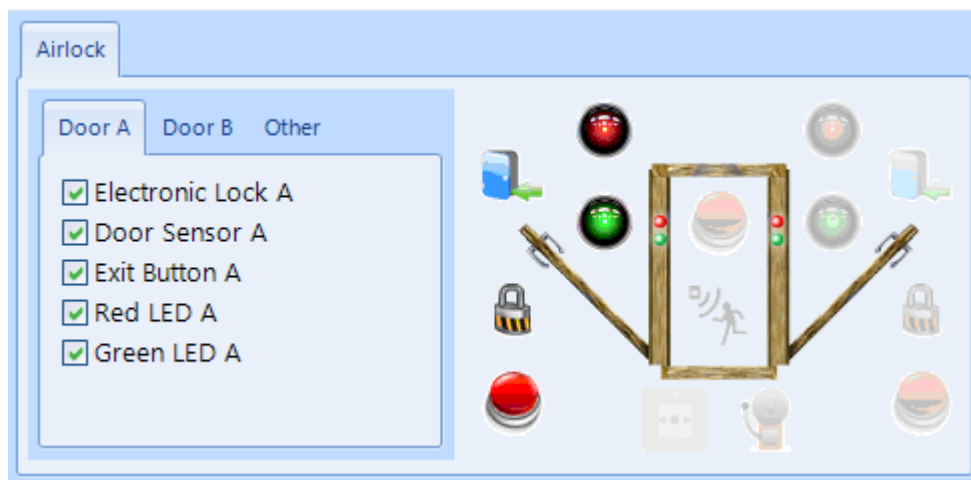 Airlock
Door A Door B Other
Electronic Lock A
Door Sensor A
Exit Button A
Red LED A
Green LED A